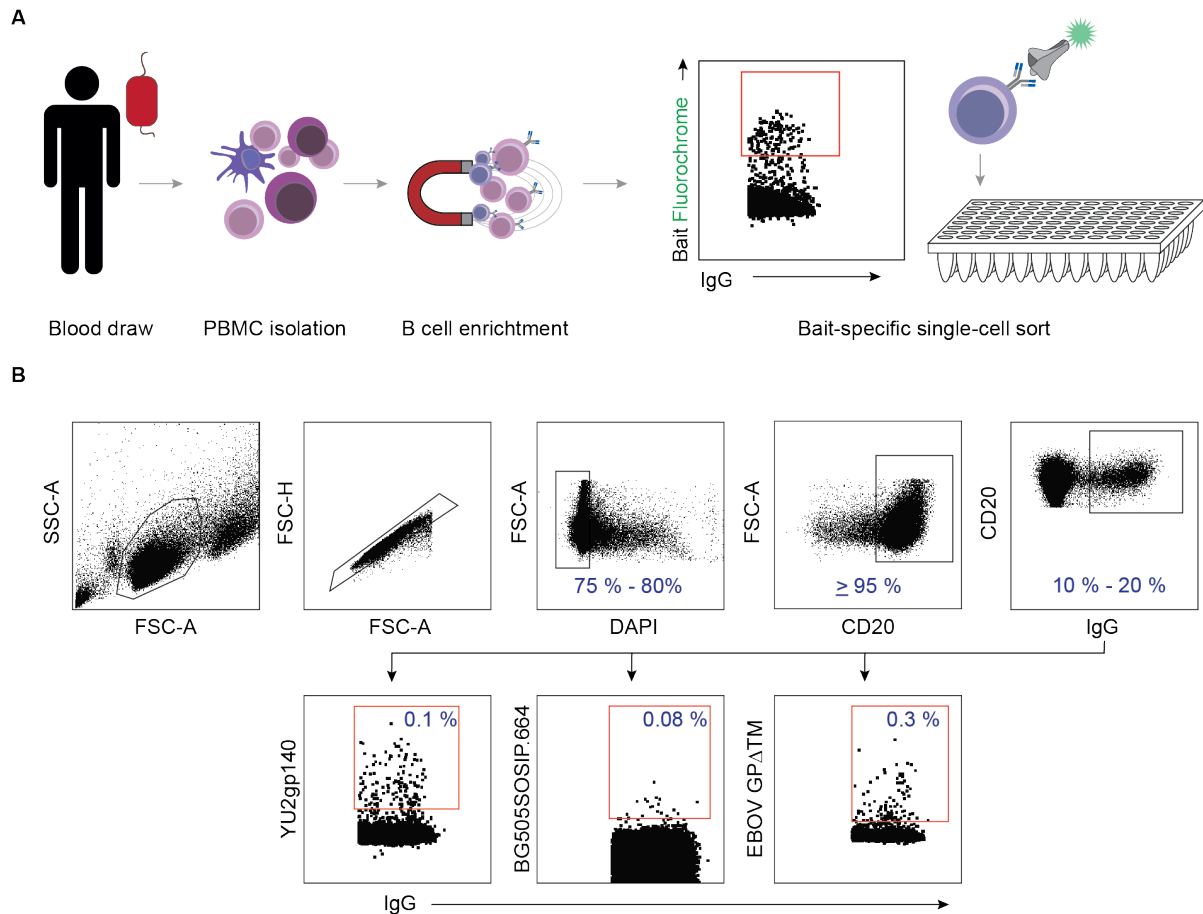 A
Bait Fluorochrome
IgG
Blood draw
PBMC isolation
B cell enrichtment
Bait-specific single-cell sort
B
SSC-A
FSC-A
FSC-H
FSC-A
FSC-A
75 % - 80%
DAPI
FSC-A
≥ 95 %
CD20
CD20
10 % - 20 %
IgG
YU2gp140
0.1 %
BG505SOSIP.664
0.08 %
EBOV GPΔTM
0.3 %
IgG